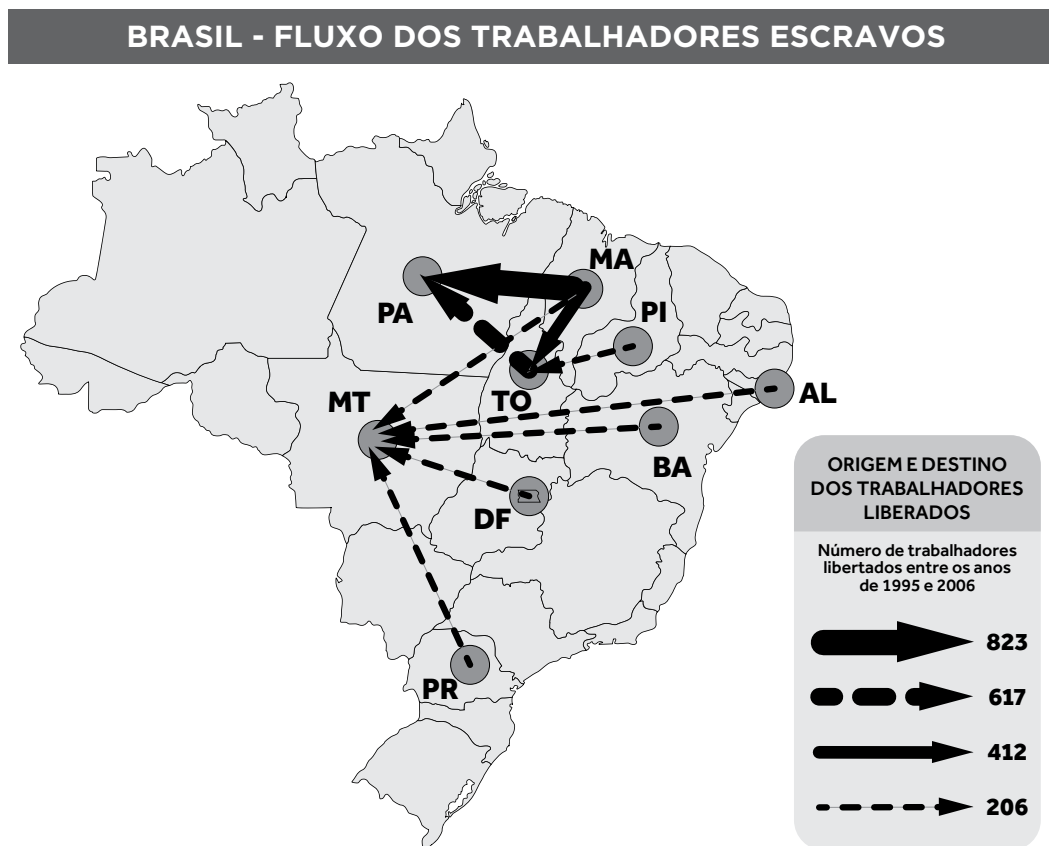 BRASIL - FLUXO DOS TRABALHADORES ESCRAVOS
MA
PA
PI
MT
TO
AL
BA
DF
PR
ORIGEM E DESTINO
DOS TRABALHADORES
LIBERADOS
Número de trabalhadores
libertados entre os anos
de 1995 e 2006
823
617
412
206